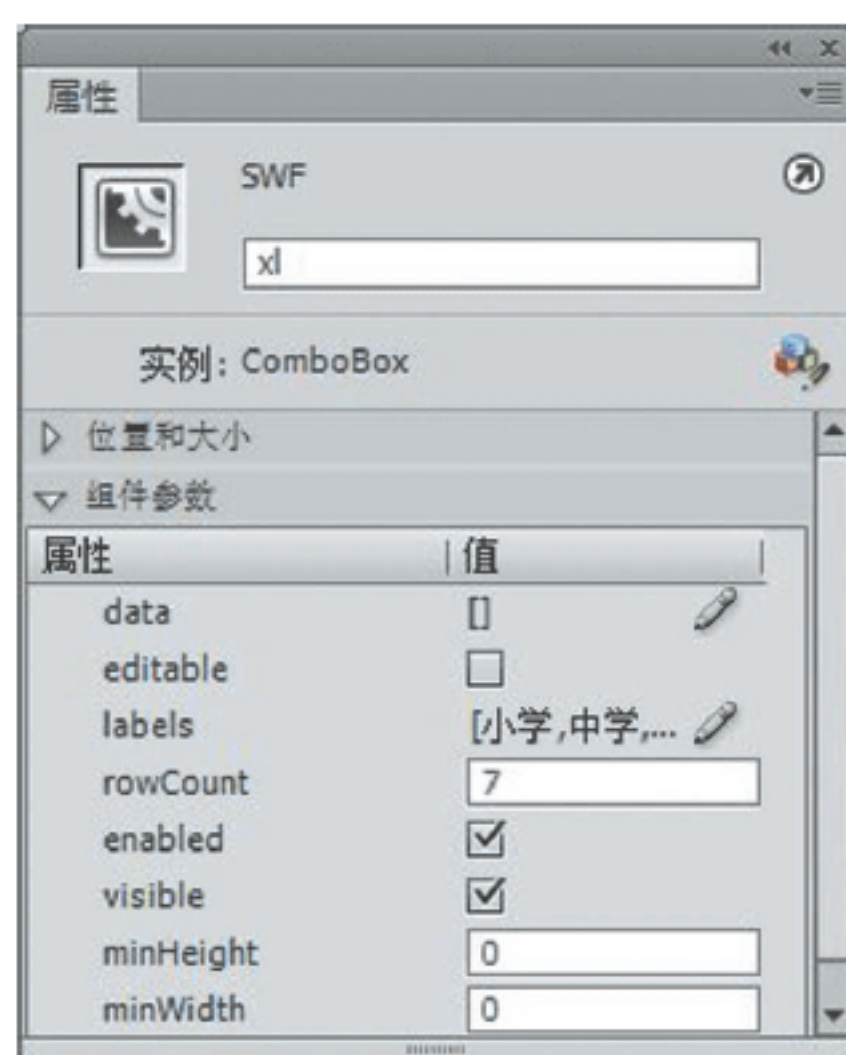 属性
SWF
xl
实例: ComboBox
位置和大小
组件参数
属性 值
data []
editable
labels [小学,中学,...
rowCount 7
enabled
visible
minHeight 0
minWidth 0